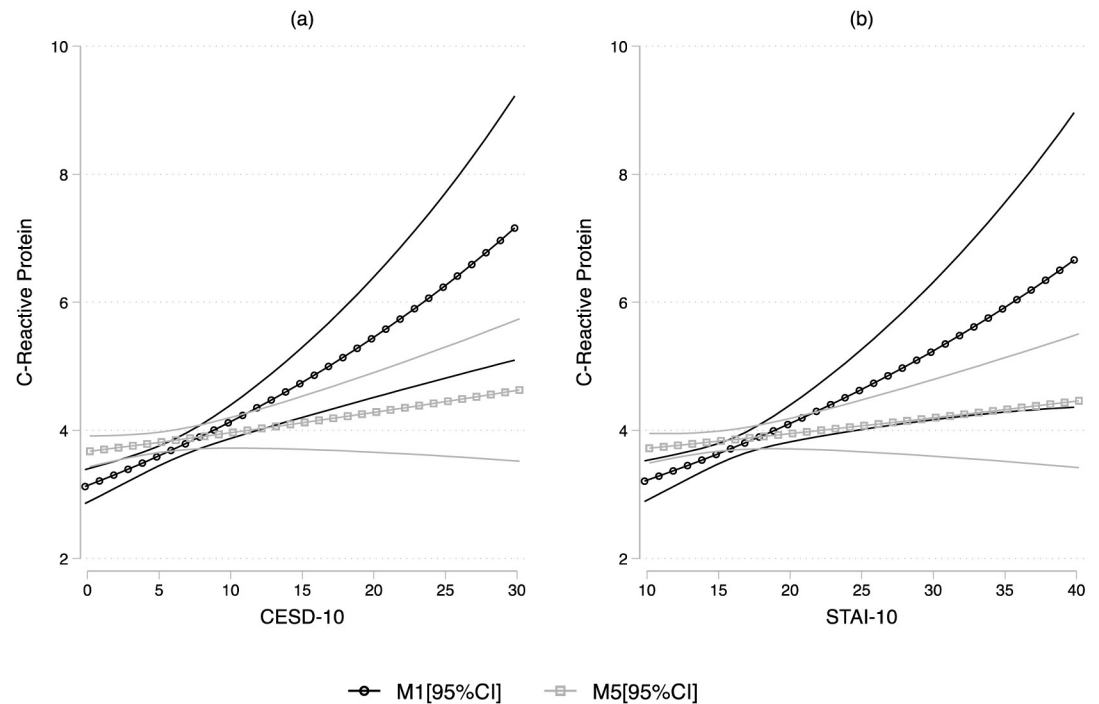 (a)
10
8
6
4
2
C-Reactive Protein
0 5 10 15 20 25 30
CESD-10
(b)
10
8
6
4
2
C-Reactive Protein
10 15 20 25 30 35 40
STAI-10
M1[95%CI] M5[95%CI]